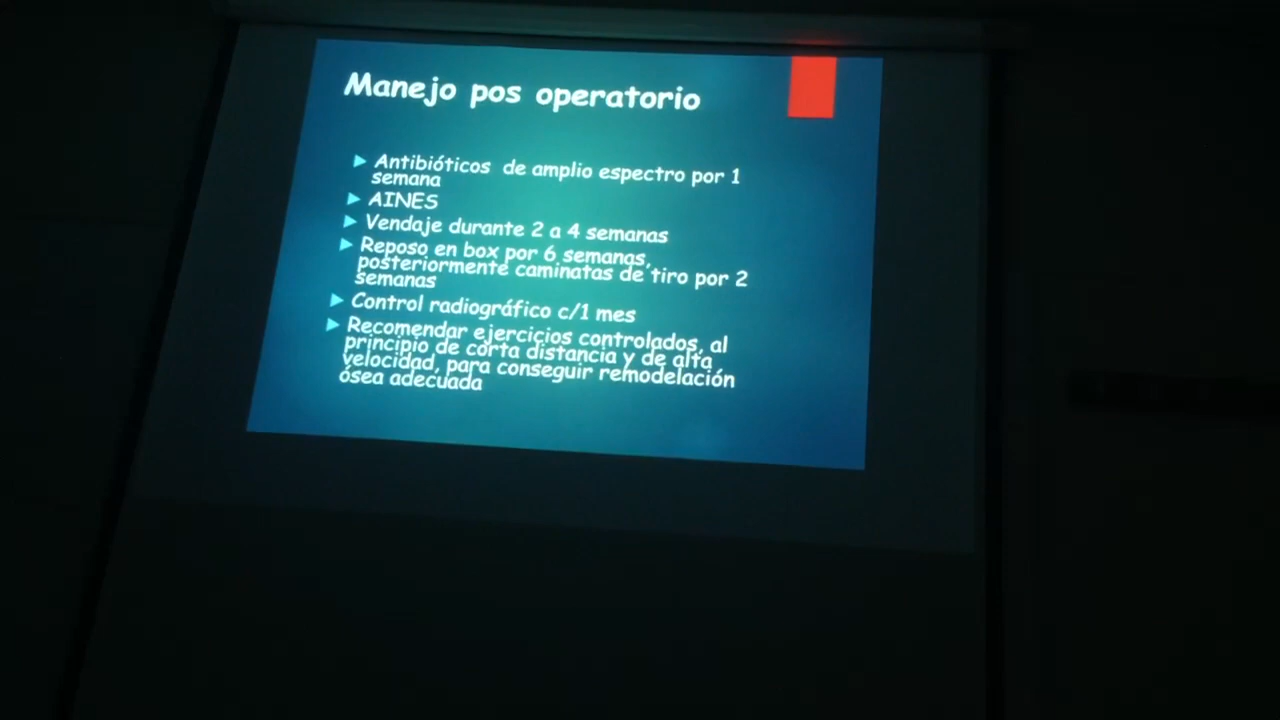 Manejo pos operatorio
Antibióticos de amplio espectro por 1
semana
AINES
Vendaje durante 2 a 4 semanas
Reposo en box por 6 semanas,
posteriormente caminatas de tiro por 2
semanas
Control radiográfico c/1 mes
Recomendar ejercicios controlados, al
principio de corta distancia y de alta
velocidad, para conseguir remodelación
ósea adecuada